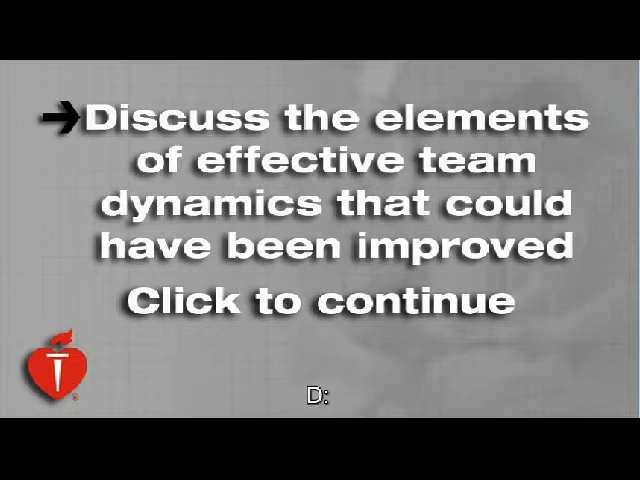 ➔Discuss the elements
of effective team
dynamics that could
have been improved
Click to continue
D: